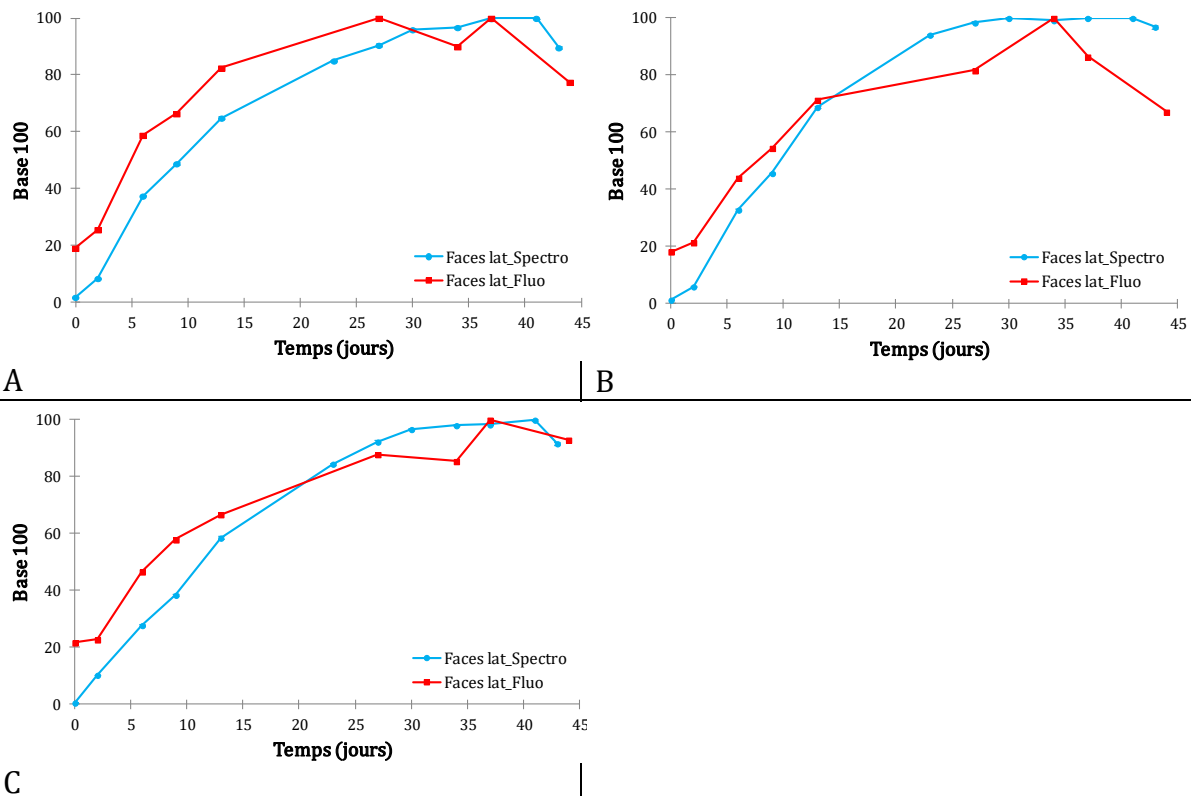 100
80
60
40
20
0
Base 100
0 5 10 15 20 25 30 35 40 45
Temps (jours)
Faces lat_Spectro
Faces lat_Fluo
A
100
80
60
40
20
0
Base 100
0 5 10 15 20 25 30 35 40 45
Temps (jours)
Faces lat_Spectro
Faces lat_Fluo
B
100
80
60
40
20
0
Base 100
0 5 10 15 20 25 30 35 40 45
Temps (jours)
Faces lat_Spectro
Faces lat_Fluo
C